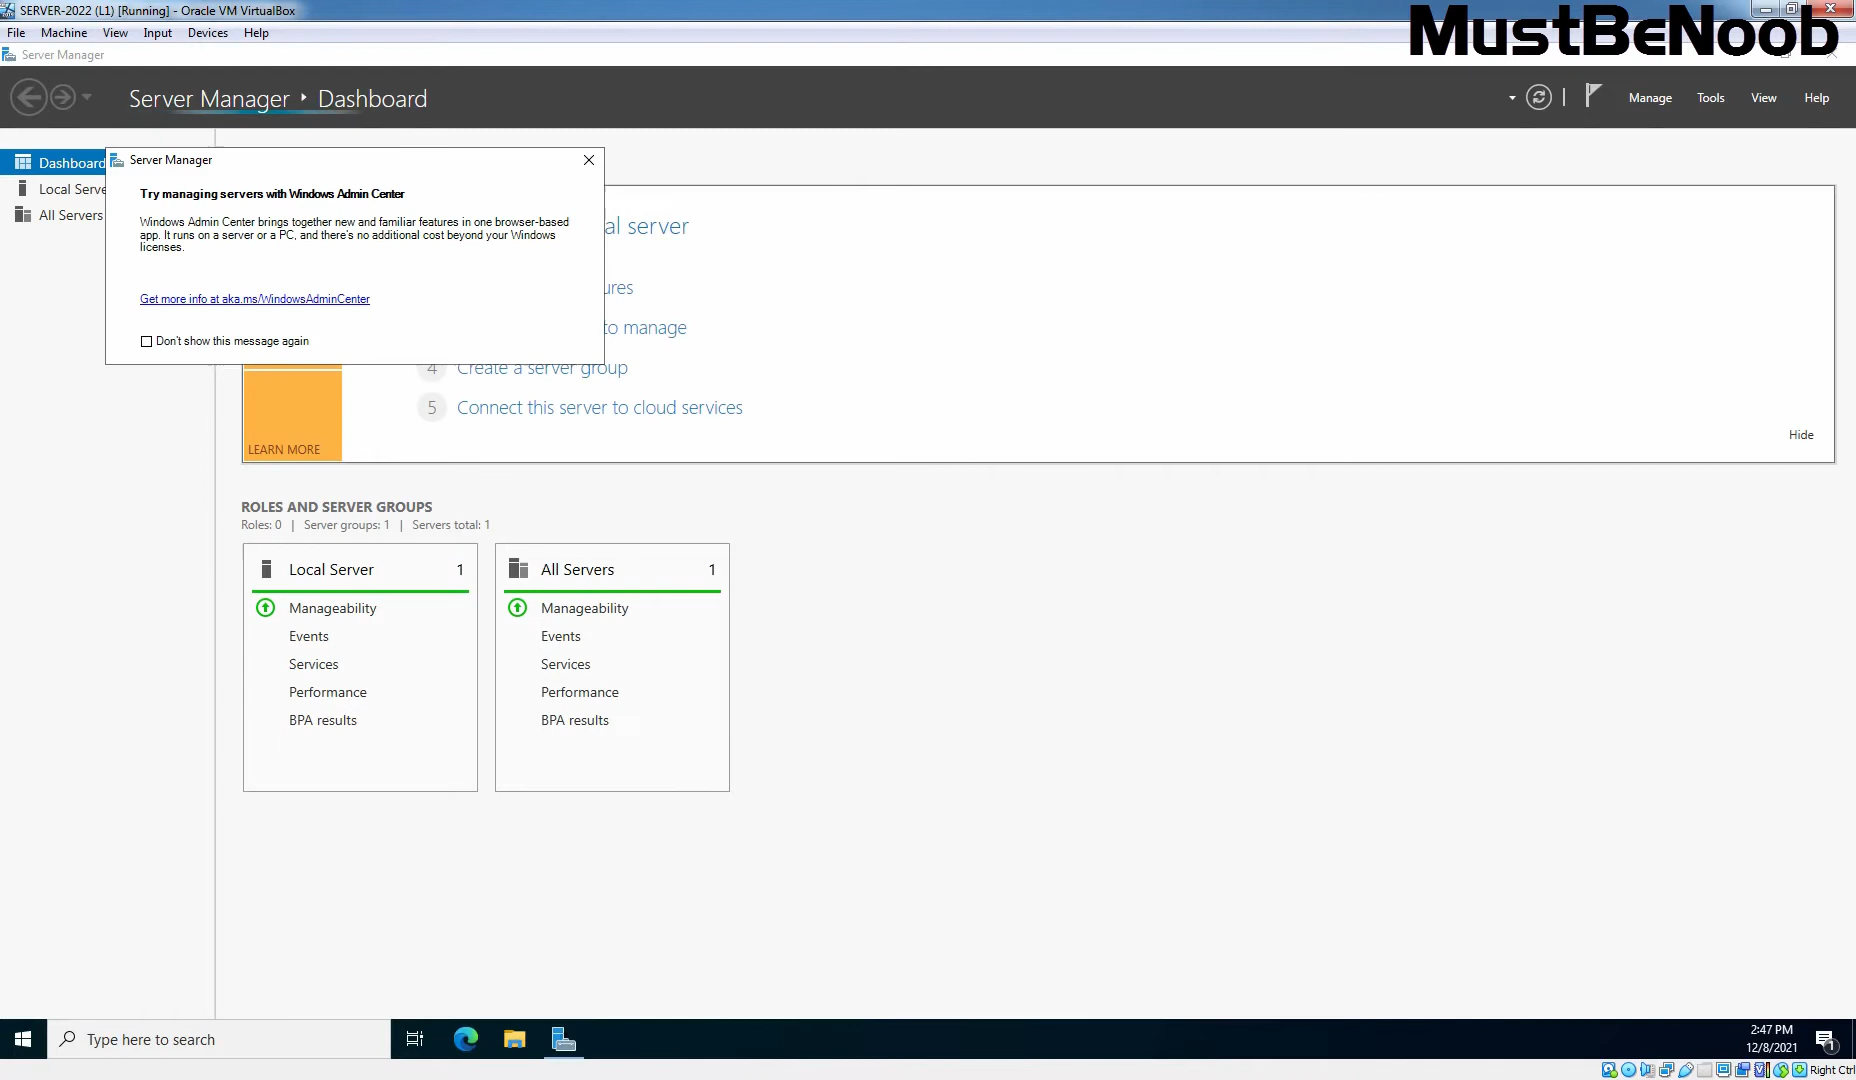 SERVER-2022 (L1) [Running] - Oracle VM VirtualBox
MustBeNoob
File Machine View Input Devices Help
Server Manager
Server Manager Dashboard
Manage Tools View Help
Dashboard
Local Serve
All Servers
Server Manager
Try managing servers with Windows Admin Center
Windows Admin Center brings together new and familiar features in one browser-based
app. It runs on a server or a PC, and there's no additional cost beyond your Windows
licenses.
Get more info at aka.ms/WindowsAdminCenter
Don't show this message again
al server
ures
to manage
4 Create a server group
5 Connect this server to cloud services
Hide
LEARN MORE
ROLES AND SERVER GROUPS
Roles: 0 | Server groups: 1 | Servers total: 1
Local Server 1
Manageability
Events
Services
Performance
BPA results
All Servers 1
Manageability
Events
Services
Performance
BPA results
Type here to search
2:47 PM
12/8/2021
1
Right Ctrl